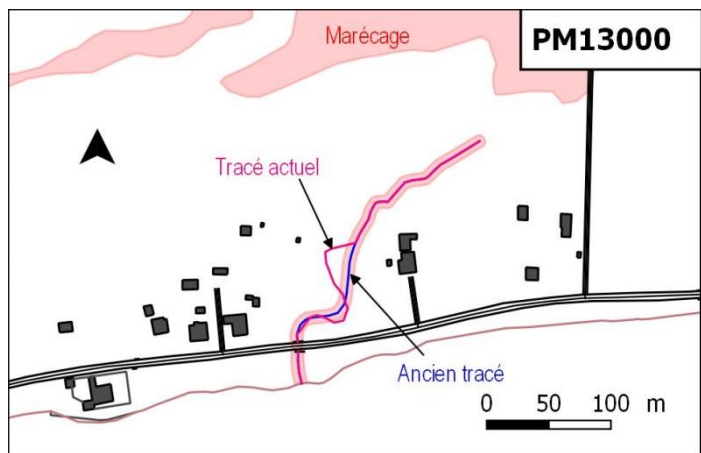 Marécage
PM13000
Tracé actuel
Ancien tracé
0 50 100 m